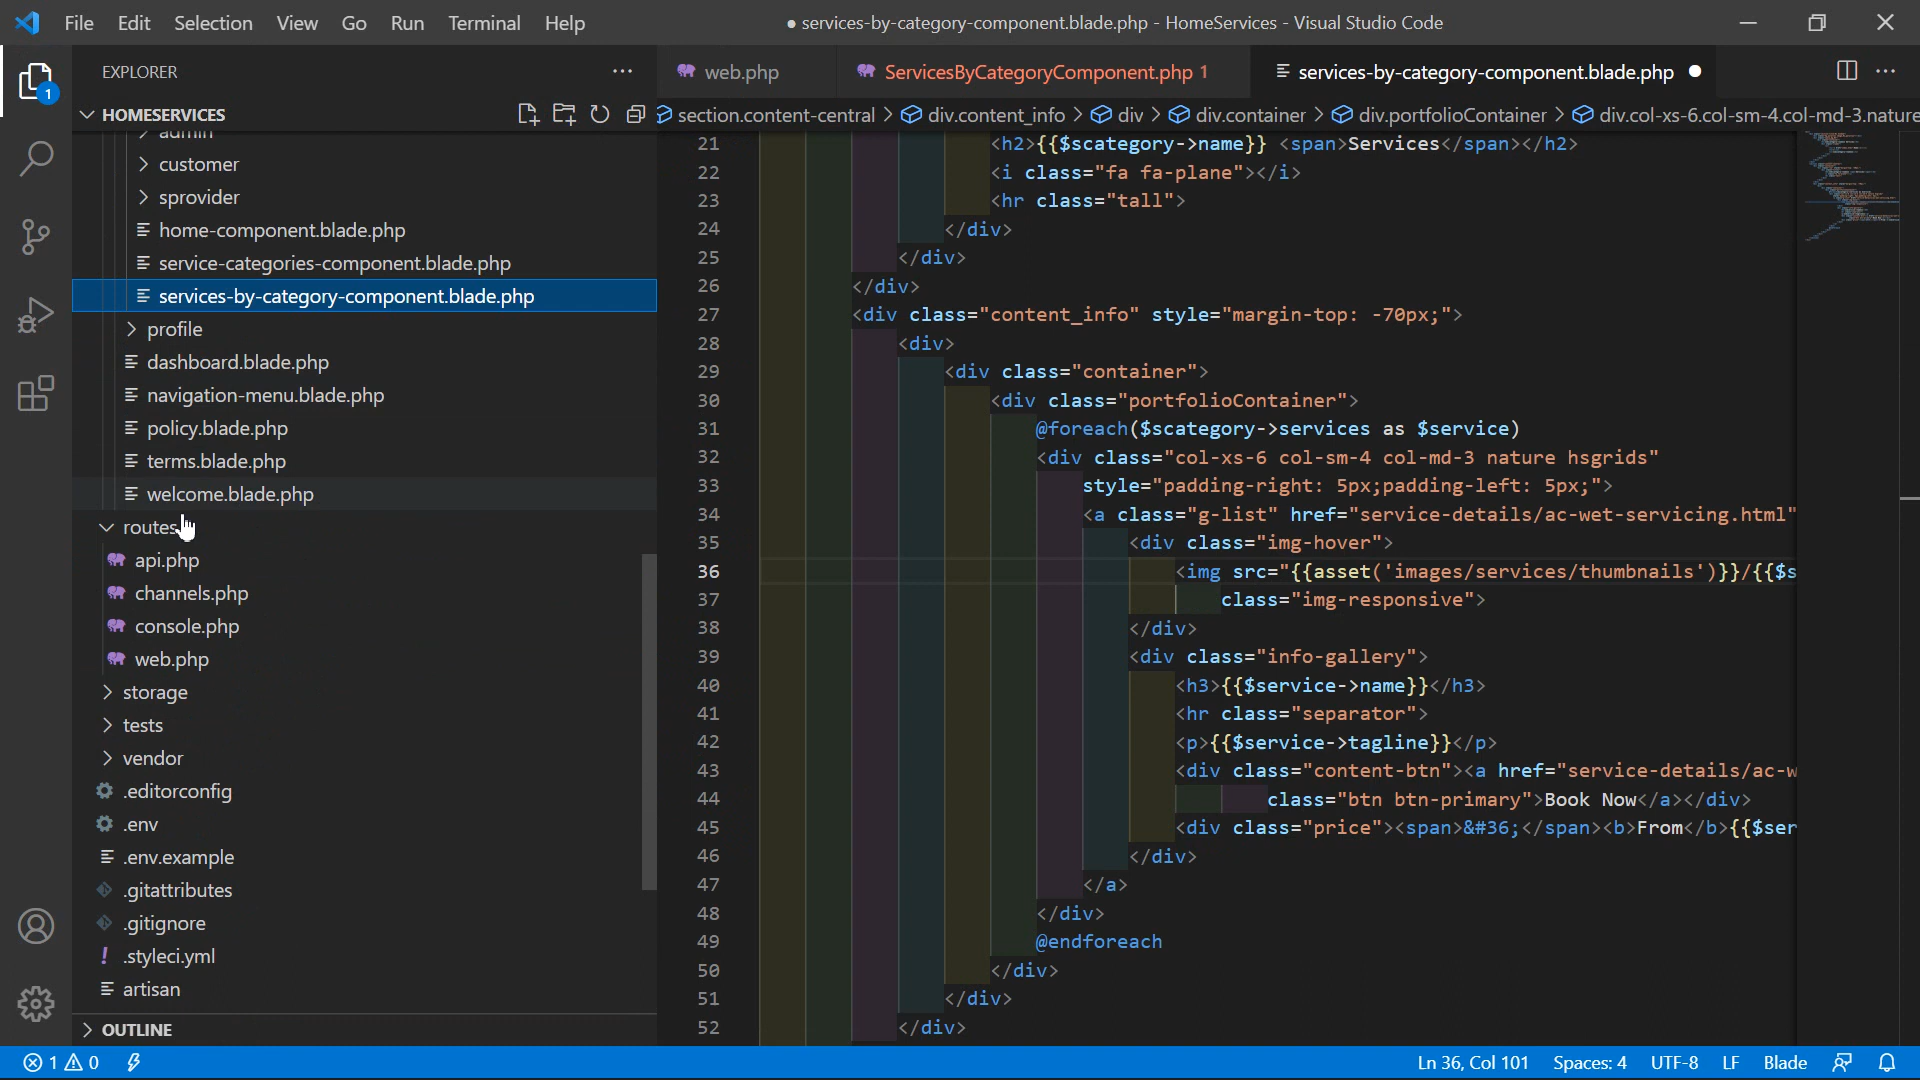 File Edit Selection View Go Run Terminal Help
● services-by-category-component.blade.php - HomeServices - Visual Studio Code
EXPLORER
HOMESERVICES
admin
customer
sprovider
home-component.blade.php
service-categories-component.blade.php
services-by-category-component.blade.php
profile
dashboard.blade.php
navigation-menu.blade.php
policy.blade.php
terms.blade.php
welcome.blade.php
routes
api.php
channels.php
console.php
web.php
storage
tests
vendor
.editorconfig
.env
.env.example
.gitattributes
.gitignore
.styleci.yml
artisan
OUTLINE
1
web.php
ServicesByCategoryComponent.php 1
services-by-category-component.blade.php
section.content-central > div.content_info > div > div.container > div.portfolioContainer > div.col-xs-6.col-sm-4.col-md-3.nature
21 <h2>{{$scategory->name}} <span>Services</span></h2>
22 <i class="fa fa-plane"></i>
23 <hr class="tall">
24 </div>
25 </div>
26 </div>
27 <div class="content_info" style="margin-top: -70px;">
28 <div>
29 <div class="container">
30 <div class="portfolioContainer">
31 @foreach($scategory->services as $service)
32 <div class="col-xs-6 col-sm-4 col-md-3 nature hsgrids"
33 style="padding-right: 5px;padding-left: 5px;">
34 <a class="g-list" href="service-details/ac-wet-servicing.html"
35 <div class="img-hover">
36 <img src="{{asset('images/services/thumbnails')}}/{{$s
37 class="img-responsive">
38 </div>
39 <div class="info-gallery">
40 <h3>{{$service->name}}</h3>
41 <hr class="separator">
42 <p>{{$service->tagline}}</p>
43 <div class="content-btn"><a href="service-details/ac-w
44 class="btn btn-primary">Book Now</a></div>
45 <div class="price"><span>&#36;</span><b>From</b>{{$ser
46 </div>
47 </a>
48 </div>
49 @endforeach
50 </div>
51 </div>
52 </div>
1 0
Ln 36, Col 101 Spaces: 4 UTF-8 LF Blade